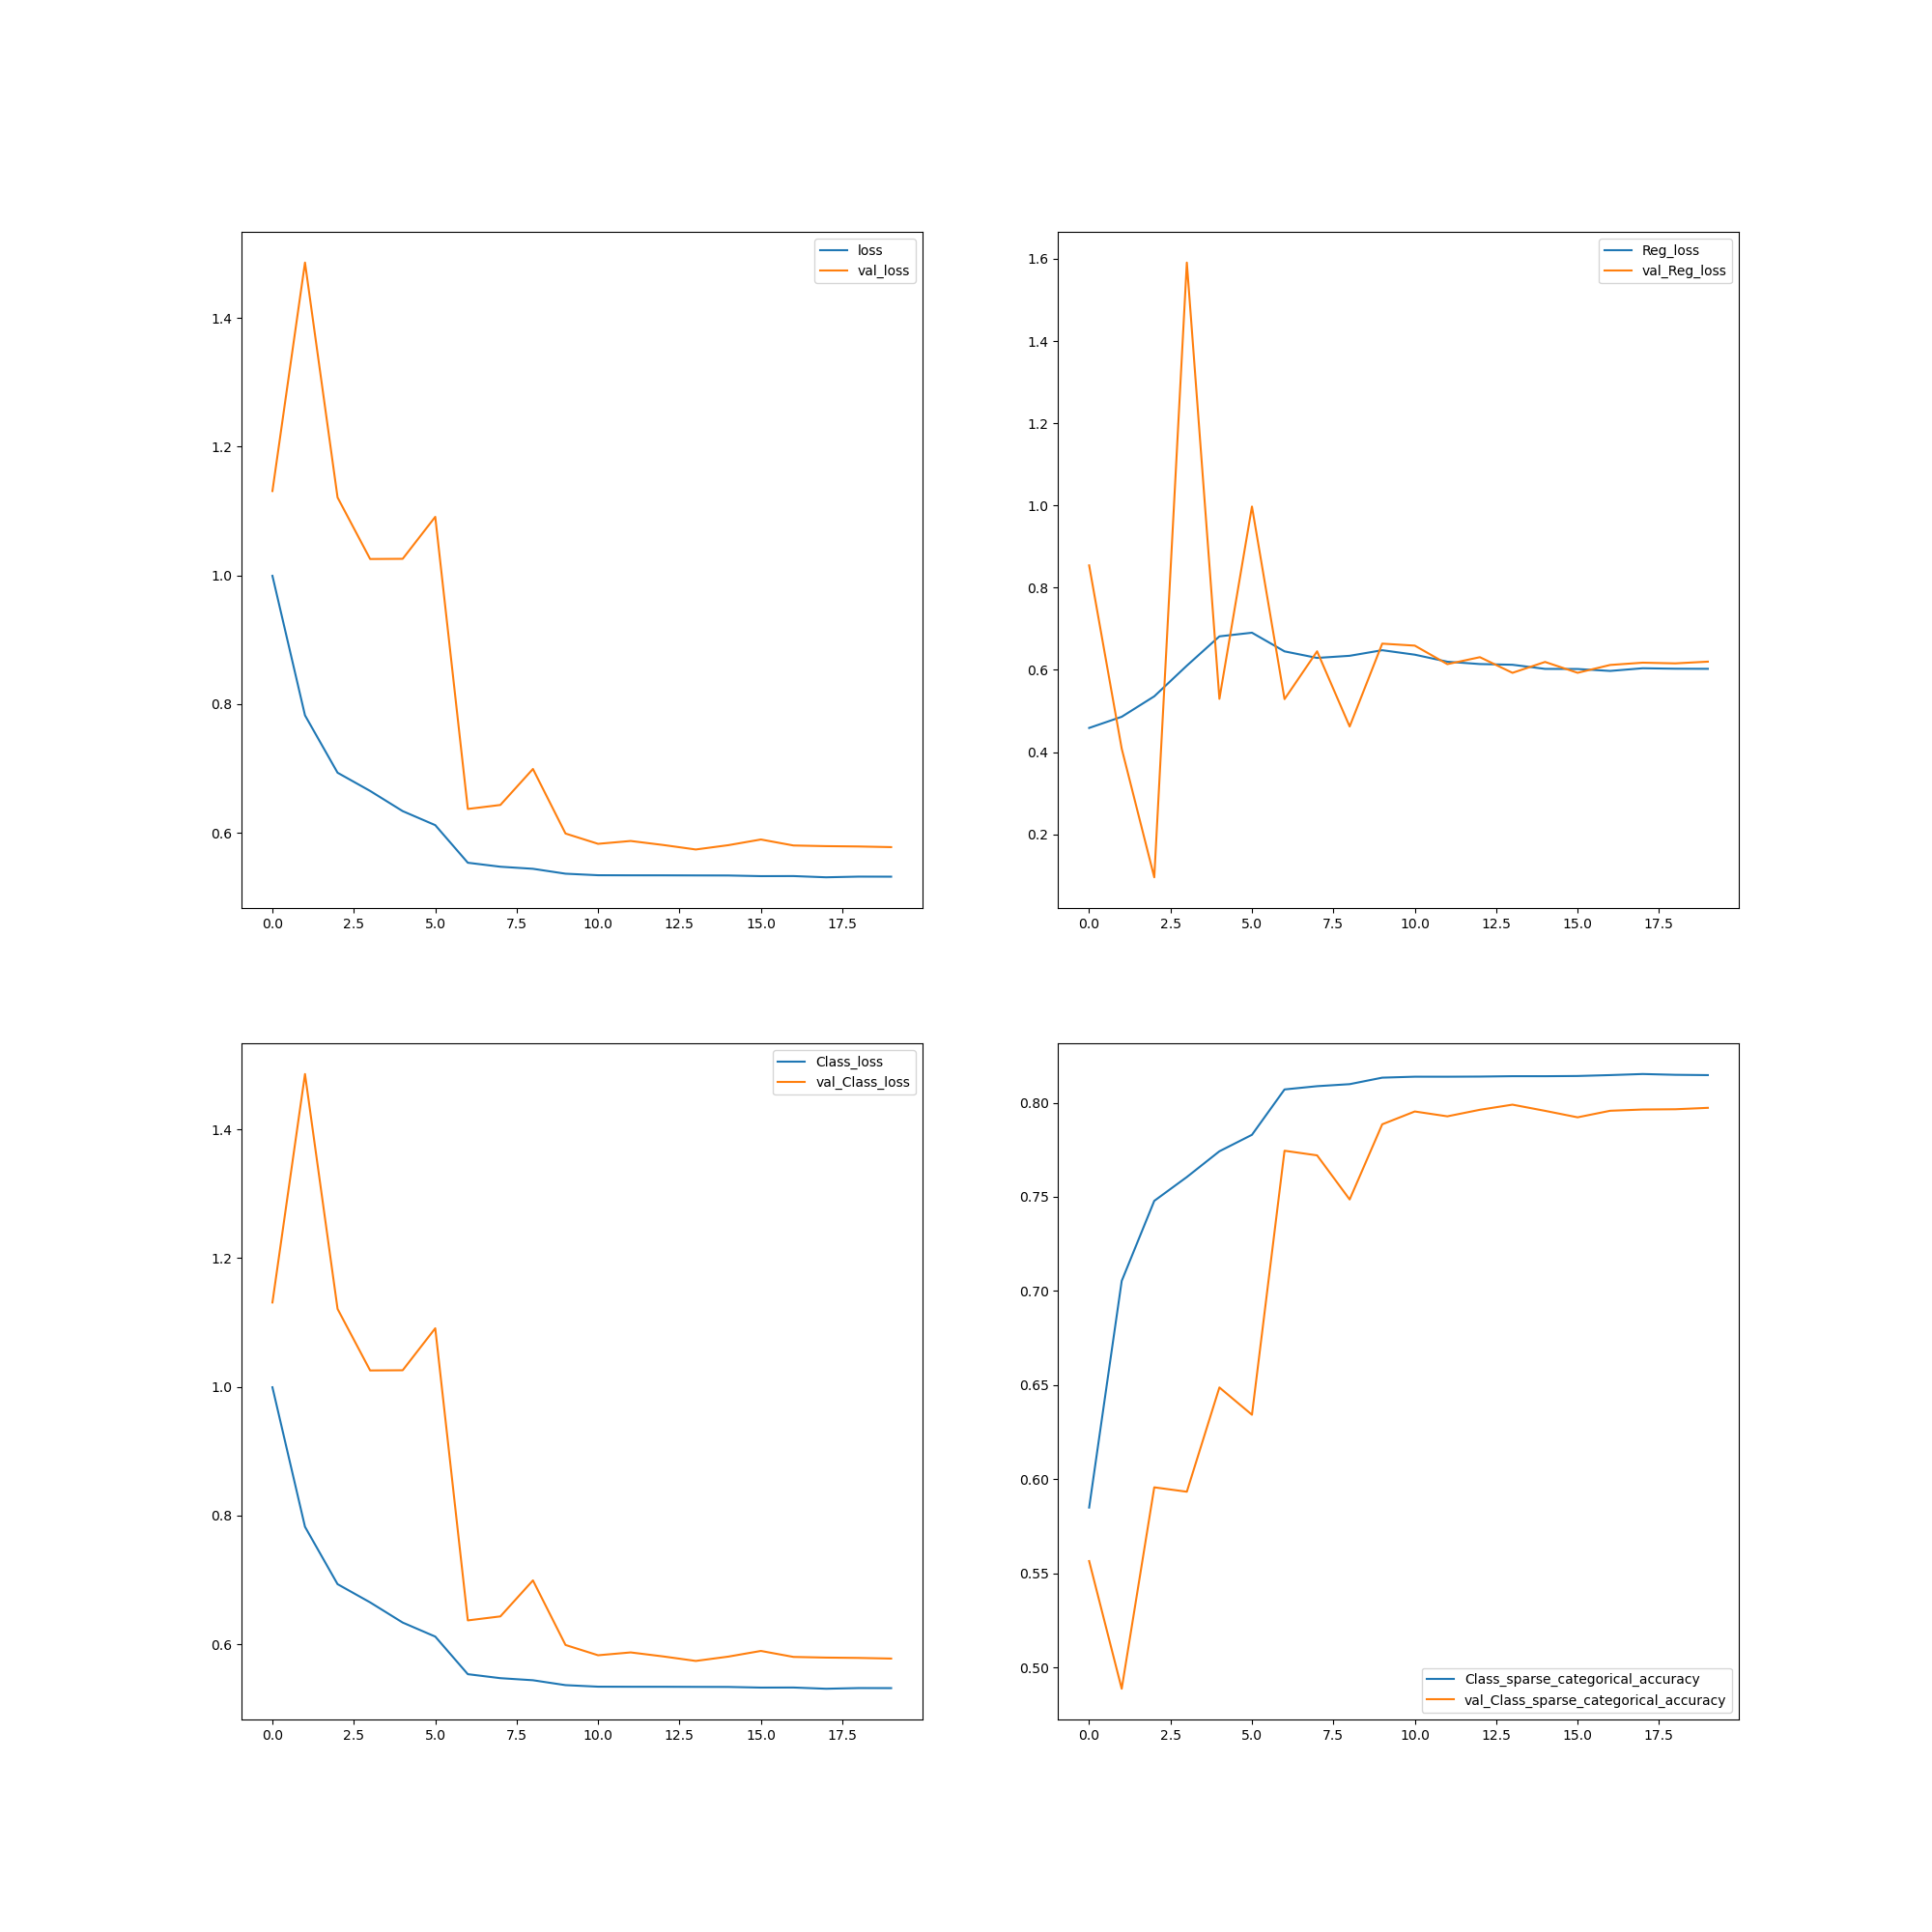 loss
val_loss
1.4
1.2
1.0
0.8
0.6
0.0 2.5 5.0 7.5 10.0 12.5 15.0 17.5
Reg_loss
val_Reg_loss
1.6
1.4
1.2
1.0
0.8
0.6
0.4
0.2
0.0 2.5 5.0 7.5 10.0 12.5 15.0 17.5
Class_loss
val_Class_loss
1.4
1.2
1.0
0.8
0.6
0.0 2.5 5.0 7.5 10.0 12.5 15.0 17.5
0.80
0.75
0.70
0.65
0.60
0.55
0.50
Class_sparse_categorical_accuracy
val_Class_sparse_categorical_accuracy
0.0 2.5 5.0 7.5 10.0 12.5 15.0 17.5